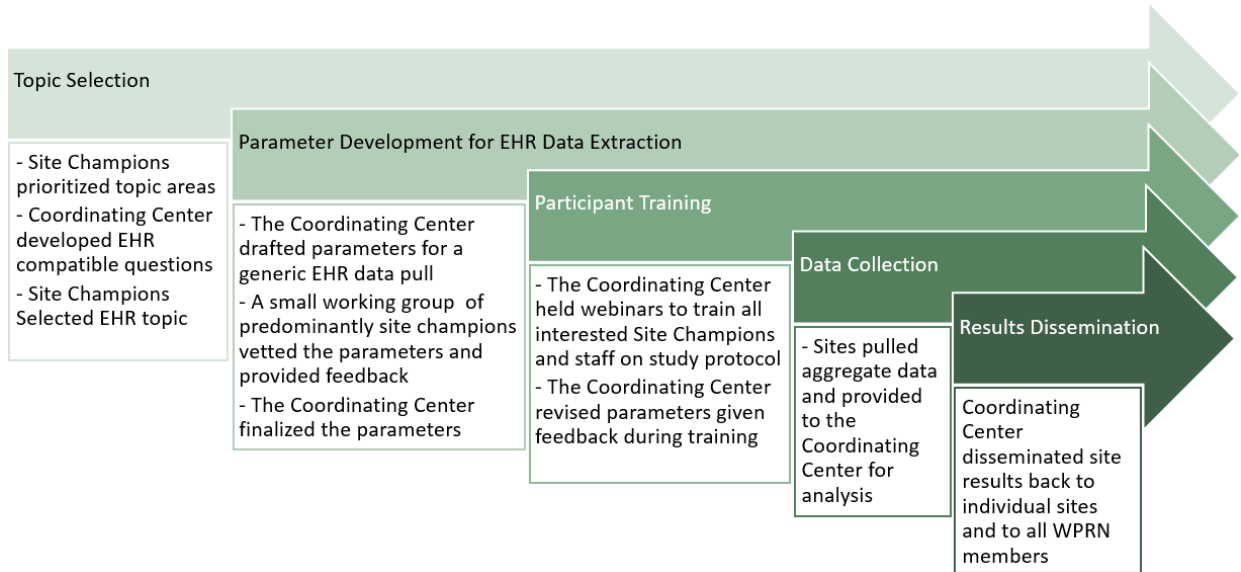 Topic Selection
- Site Champions
prioritized topic areas
- Coordinating Center
developed EHR
compatible questions
- Site Champions
Selected EHR topic
Parameter Development for EHR Data Extraction
- The Coordinating Center
drafted parameters for a
generic EHR data pull
- A small working group of
predominantly site champions
vetted the parameters and
provided feedback
- The Coordinating Center
finalized the parameters
Participant Training
- The Coordinating Center
held webinars to train all
interested Site Champions
and staff on study protocol
- The Coordinating Center
revised parameters given
feedback during training
Data Collection
- Sites pulled
aggregate data
and provided
to the
Coordinating
Center for
analysis
Results Dissemination
Coordinating
Center
disseminated site
results back to
individual sites
and to all WPRN
members